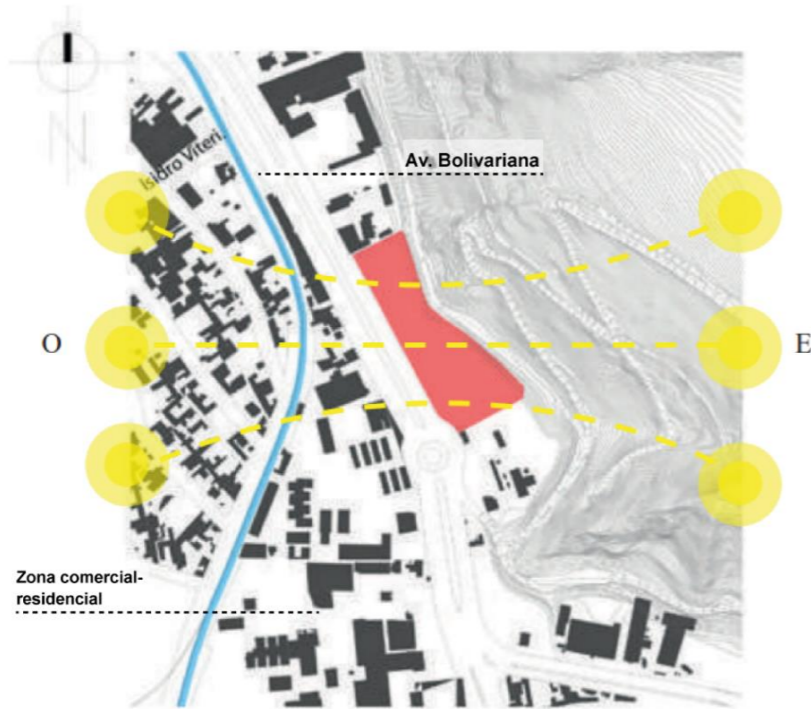 N
Isidro Viteri.
Av. Bolivariana
O
E
Zona comercial-
residencial